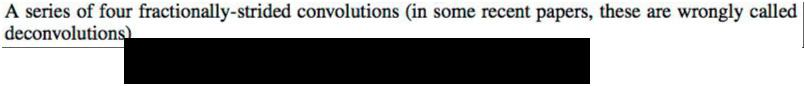 A series of four fractionally-strided convolutions (in some recent papers, these are wrongly called
deconvolutions)